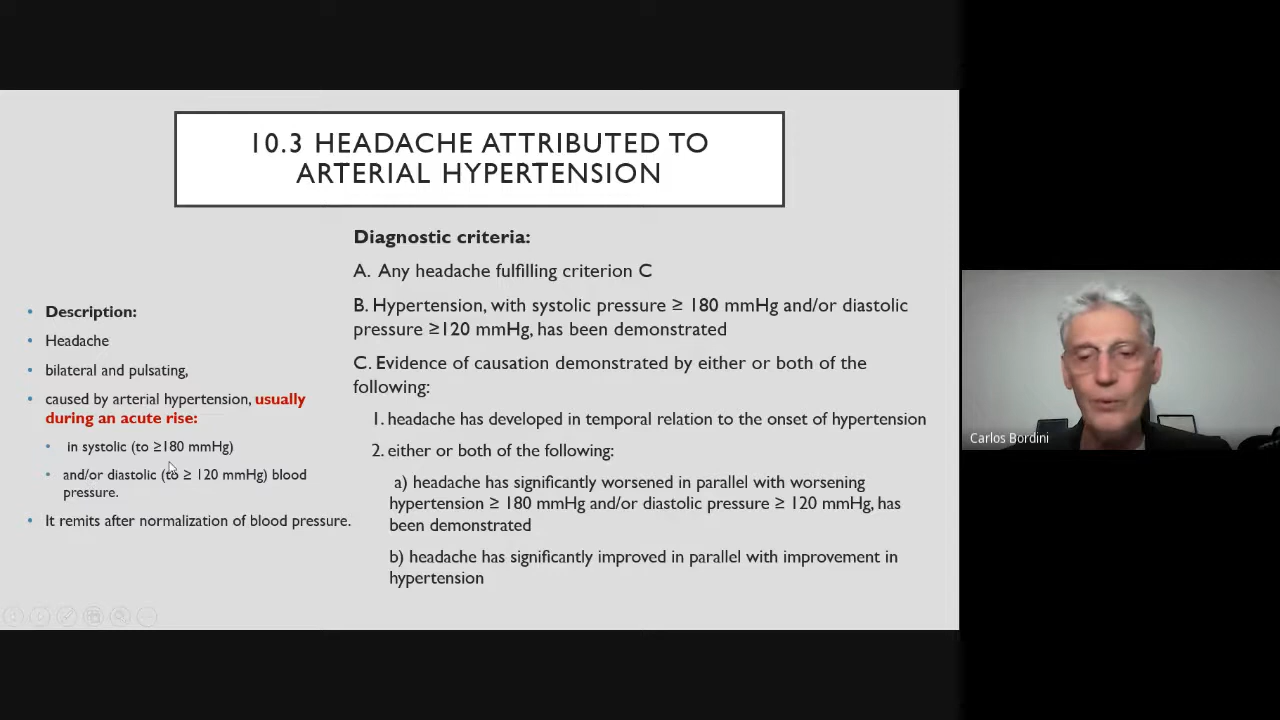 10.3 HEADACHE ATTRIBUTED TO
ARTERIAL HYPERTENSION
Description:
Headache
bilateral and pulsating,
caused by arterial hypertension, usually
during an acute rise:
in systolic (to ≥180 mmHg)
and/or diastolic (to ≥ 120 mmHg) blood
pressure.
It remits after normalization of blood pressure.
Diagnostic criteria:
A. Any headache fulfilling criterion C
B. Hypertension, with systolic pressure ≥ 180 mmHg and/or diastolic
pressure ≥120 mmHg, has been demonstrated
C. Evidence of causation demonstrated by either or both of the
following:
1. headache has developed in temporal relation to the onset of hypertension
2. either or both of the following:
a) headache has significantly worsened in parallel with worsening
hypertension ≥ 180 mmHg and/or diastolic pressure ≥ 120 mmHg, has
been demonstrated
b) headache has significantly improved in parallel with improvement in
hypertension
Carlos Bordini